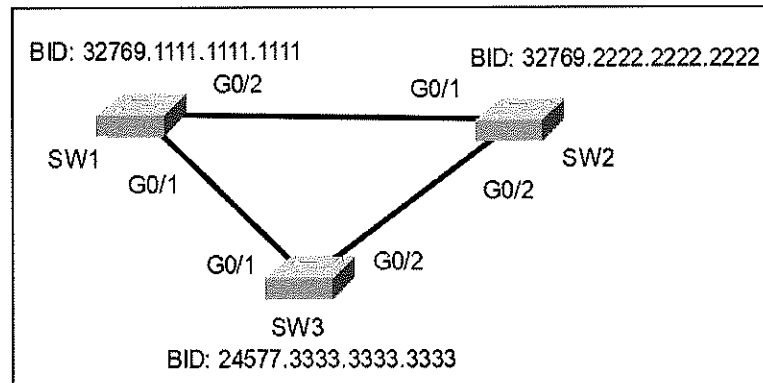 BID: 32769.1111.1111.1111
BID: 32769.2222.2222.2222
G0/2
G0/1
SW1
SW2
G0/1
G0/2
G0/1
G0/2
SW3
BID: 24577.3333.3333.3333